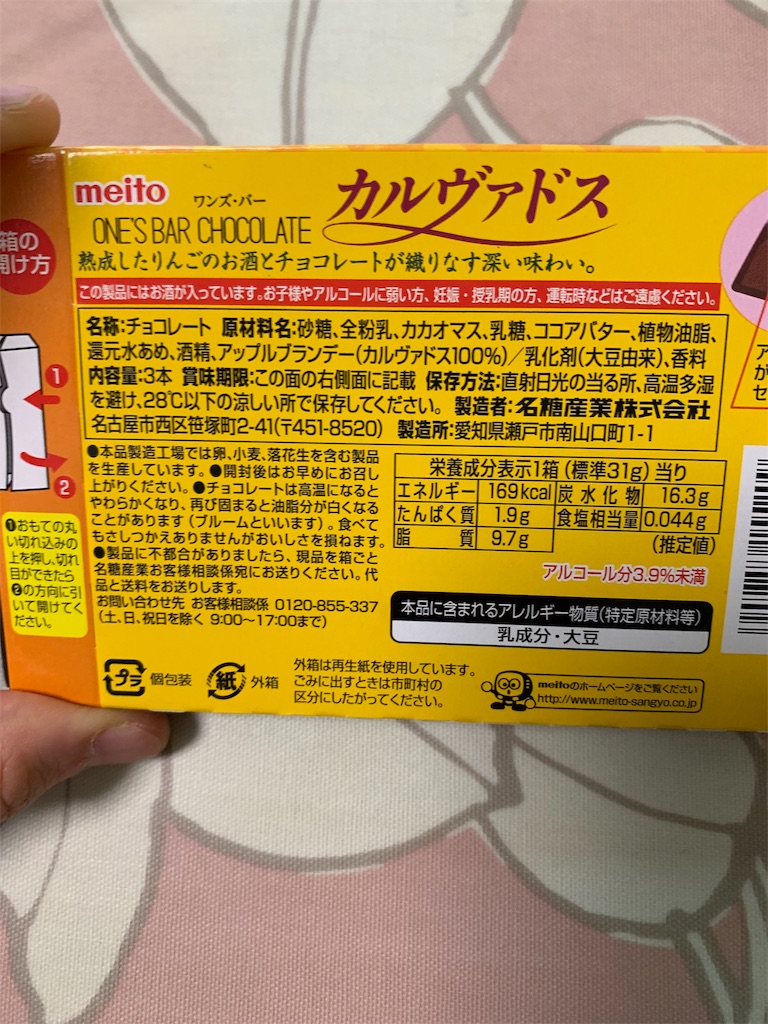 meito
ワンズ・バー
ONE'S BAR CHOCOLATE
カルヴァドス
熟成したりんごのお酒とチョコレートが織りなす深い味わい。
この製品にはお酒が入っています。お子様やアルコールに弱い方、妊娠・授乳期の方、運転時などはご遠慮ください。
名称:チョコレート 原材料名:砂糖、全粉乳、カカオマス、乳糖、ココアバター、植物油脂、
還元水あめ、酒精、アップルブランデー(カルヴァドス100%)/乳化剤(大豆由来)、香料
内容量:3本 賞味期限:この面の右側面に記載 保存方法:直射日光の当る所、高温多湿
を避け、28℃以下の涼しい所で保存してください。 製造者:名糖産業株式会社
名古屋市西区笹塚町2-41(〒451-8520) 製造所:愛知県瀬戸市南山口町1-1
●本品製造工場では卵、小麦、落花生を含む製品
を生産しています。●開封後はお早めにお召し
上がりください。●チョコレートは高温になると
やわらかくなり、再び固まると油脂分が白くなる
ことがあります(ブルームといいます)。食べて
もさしつかえありませんがおいしさを損ねます。
●製品に不都合がありましたら、現品を箱ごと
名糖産業お客様相談係宛にお送りください。代
品と送料をお送りします。
お問い合わせ先 お客様相談係 0120-855-337
(土、日、祝日を除く 9:00〜17:00まで)
栄養成分表示1箱(標準31g)当り
エネルギー 169kcal 炭水化物 16.3g
たんぱく質 1.9g 食塩相当量 0.044g
脂質 9.7g (推定値)
アルコール分3.9%未満
本品に含まれるアレルギー物質(特定原材料等)
乳成分・大豆
プラ 個包装 紙 外箱
外箱は再生紙を使用しています。
ごみに出すときは市町村の
区分にしたがってください。
meitoのホームページをご覧ください
http://www.meito-sangyo.co.jp
箱の
開け方
1
2
❶おもての丸
い切れ込みの
上を押し、切れ
目ができたら
❷の方向に引
いて開けてく
ださい。